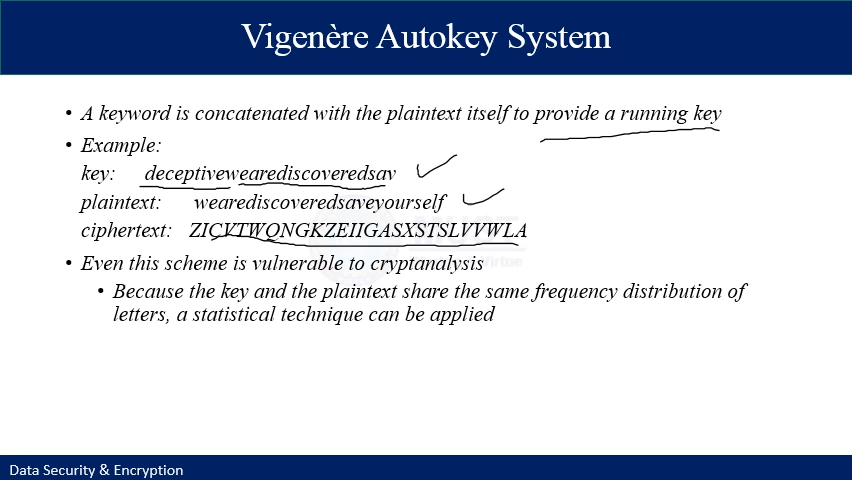 Vigenère Autokey System
• A keyword is concatenated with the plaintext itself to provide a running key
• Example:
key: deceptivewearediscoveredsav
plaintext: wearediscoveredsaveyourself
ciphertext: ZICVTWQNGKZEIIGASXSTSLVVWLA
• Even this scheme is vulnerable to cryptanalysis
• Because the key and the plaintext share the same frequency distribution of
letters, a statistical technique can be applied
Data Security & Encryption